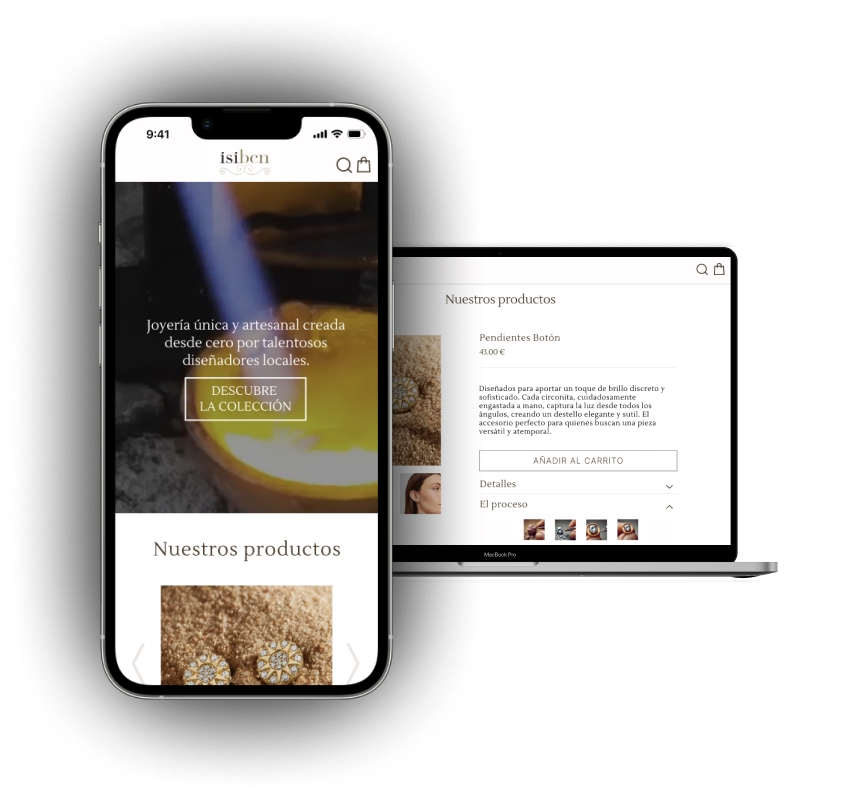 9:41
isibcn
Joyería única y artesanal creada
desde cero por talentosos
diseñadores locales.
DESCUBRE
LA COLECCIÓN
Nuestros productos
Nuestros productos
Pendientes Botón
43.00 €
Diseñados para aportar un toque de brillo discreto y
sofisticado. Cada circonita, cuidadosamente
engastada a mano, captura la luz desde todos los
ángulos, creando un destello elegante y sutil. El
accesorio perfecto para quienes buscan una pieza
versátil y atemporal.
AÑADIR AL CARRITO
Detalles
El proceso
MacBook Pro